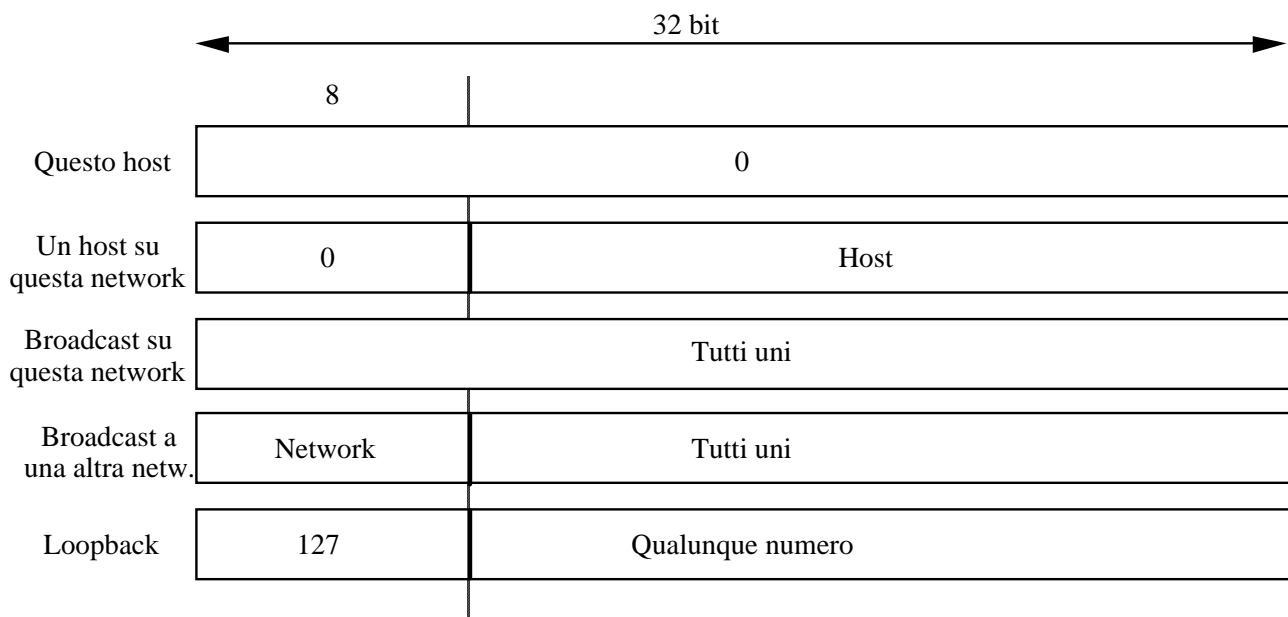 32 bit
8
Questo host
0
Un host su
questa network
0
Host
Broadcast su
questa network
Tutti uni
Broadcast a
una altra netw.
Network
Tutti uni
Loopback
127
Qualunque numero